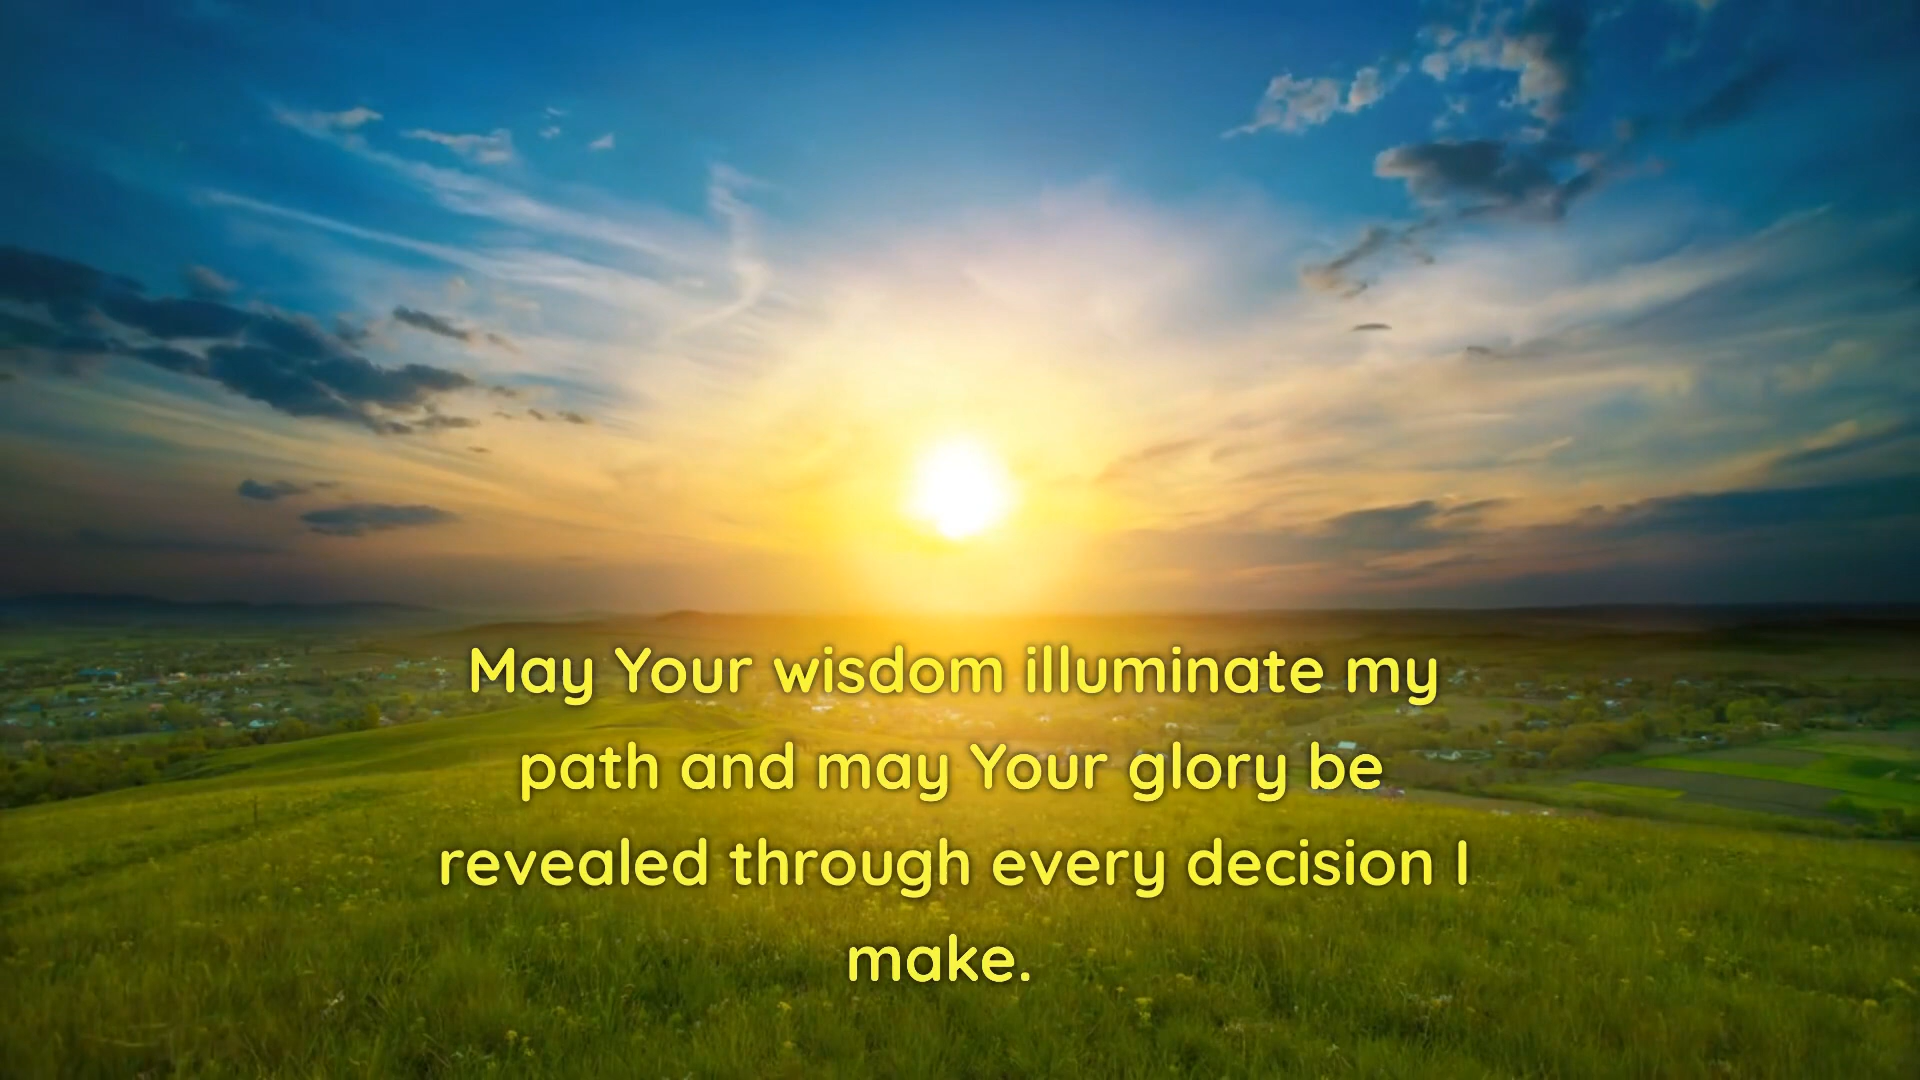 May Your wisdom illuminate my
path and may Your glory be
revealed through every decision I
make.